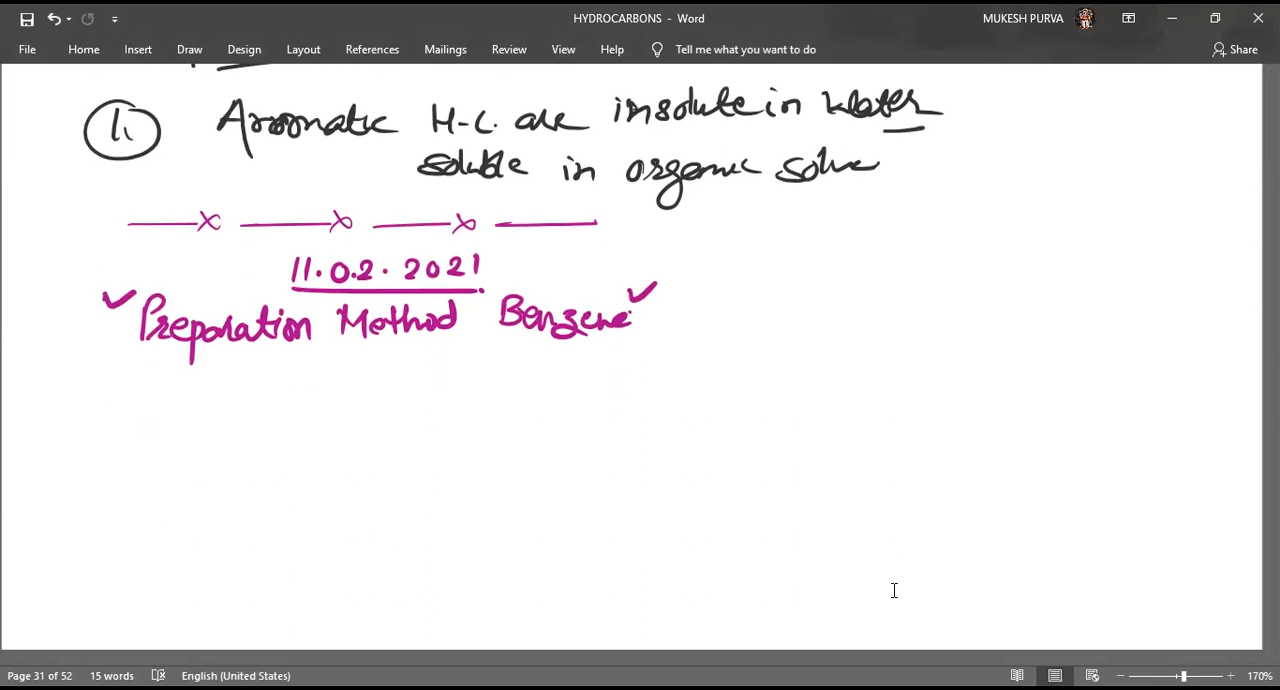 HYDROCARBONS - Word
MUKESH PURVA
File Home Insert Draw Design Layout References Mailings Review View Help Tell me what you want to do Share
1. Aromatic H-C. are insolute in water
soluble in organic solve
11.02.2021
Preparation Method Benzene
Page 31 of 52 15 words English (United States) 170%